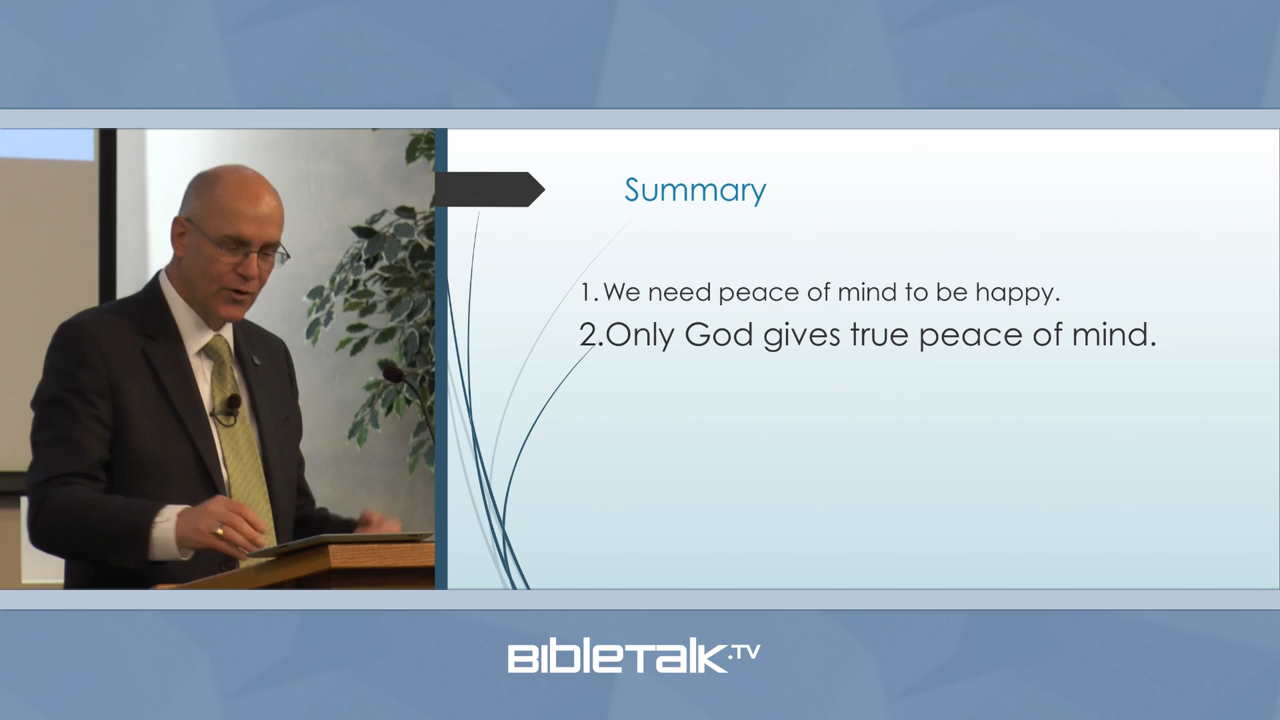 Summary
1. We need peace of mind to be happy.
2.Only God gives true peace of mind.
BibleTalk.TV